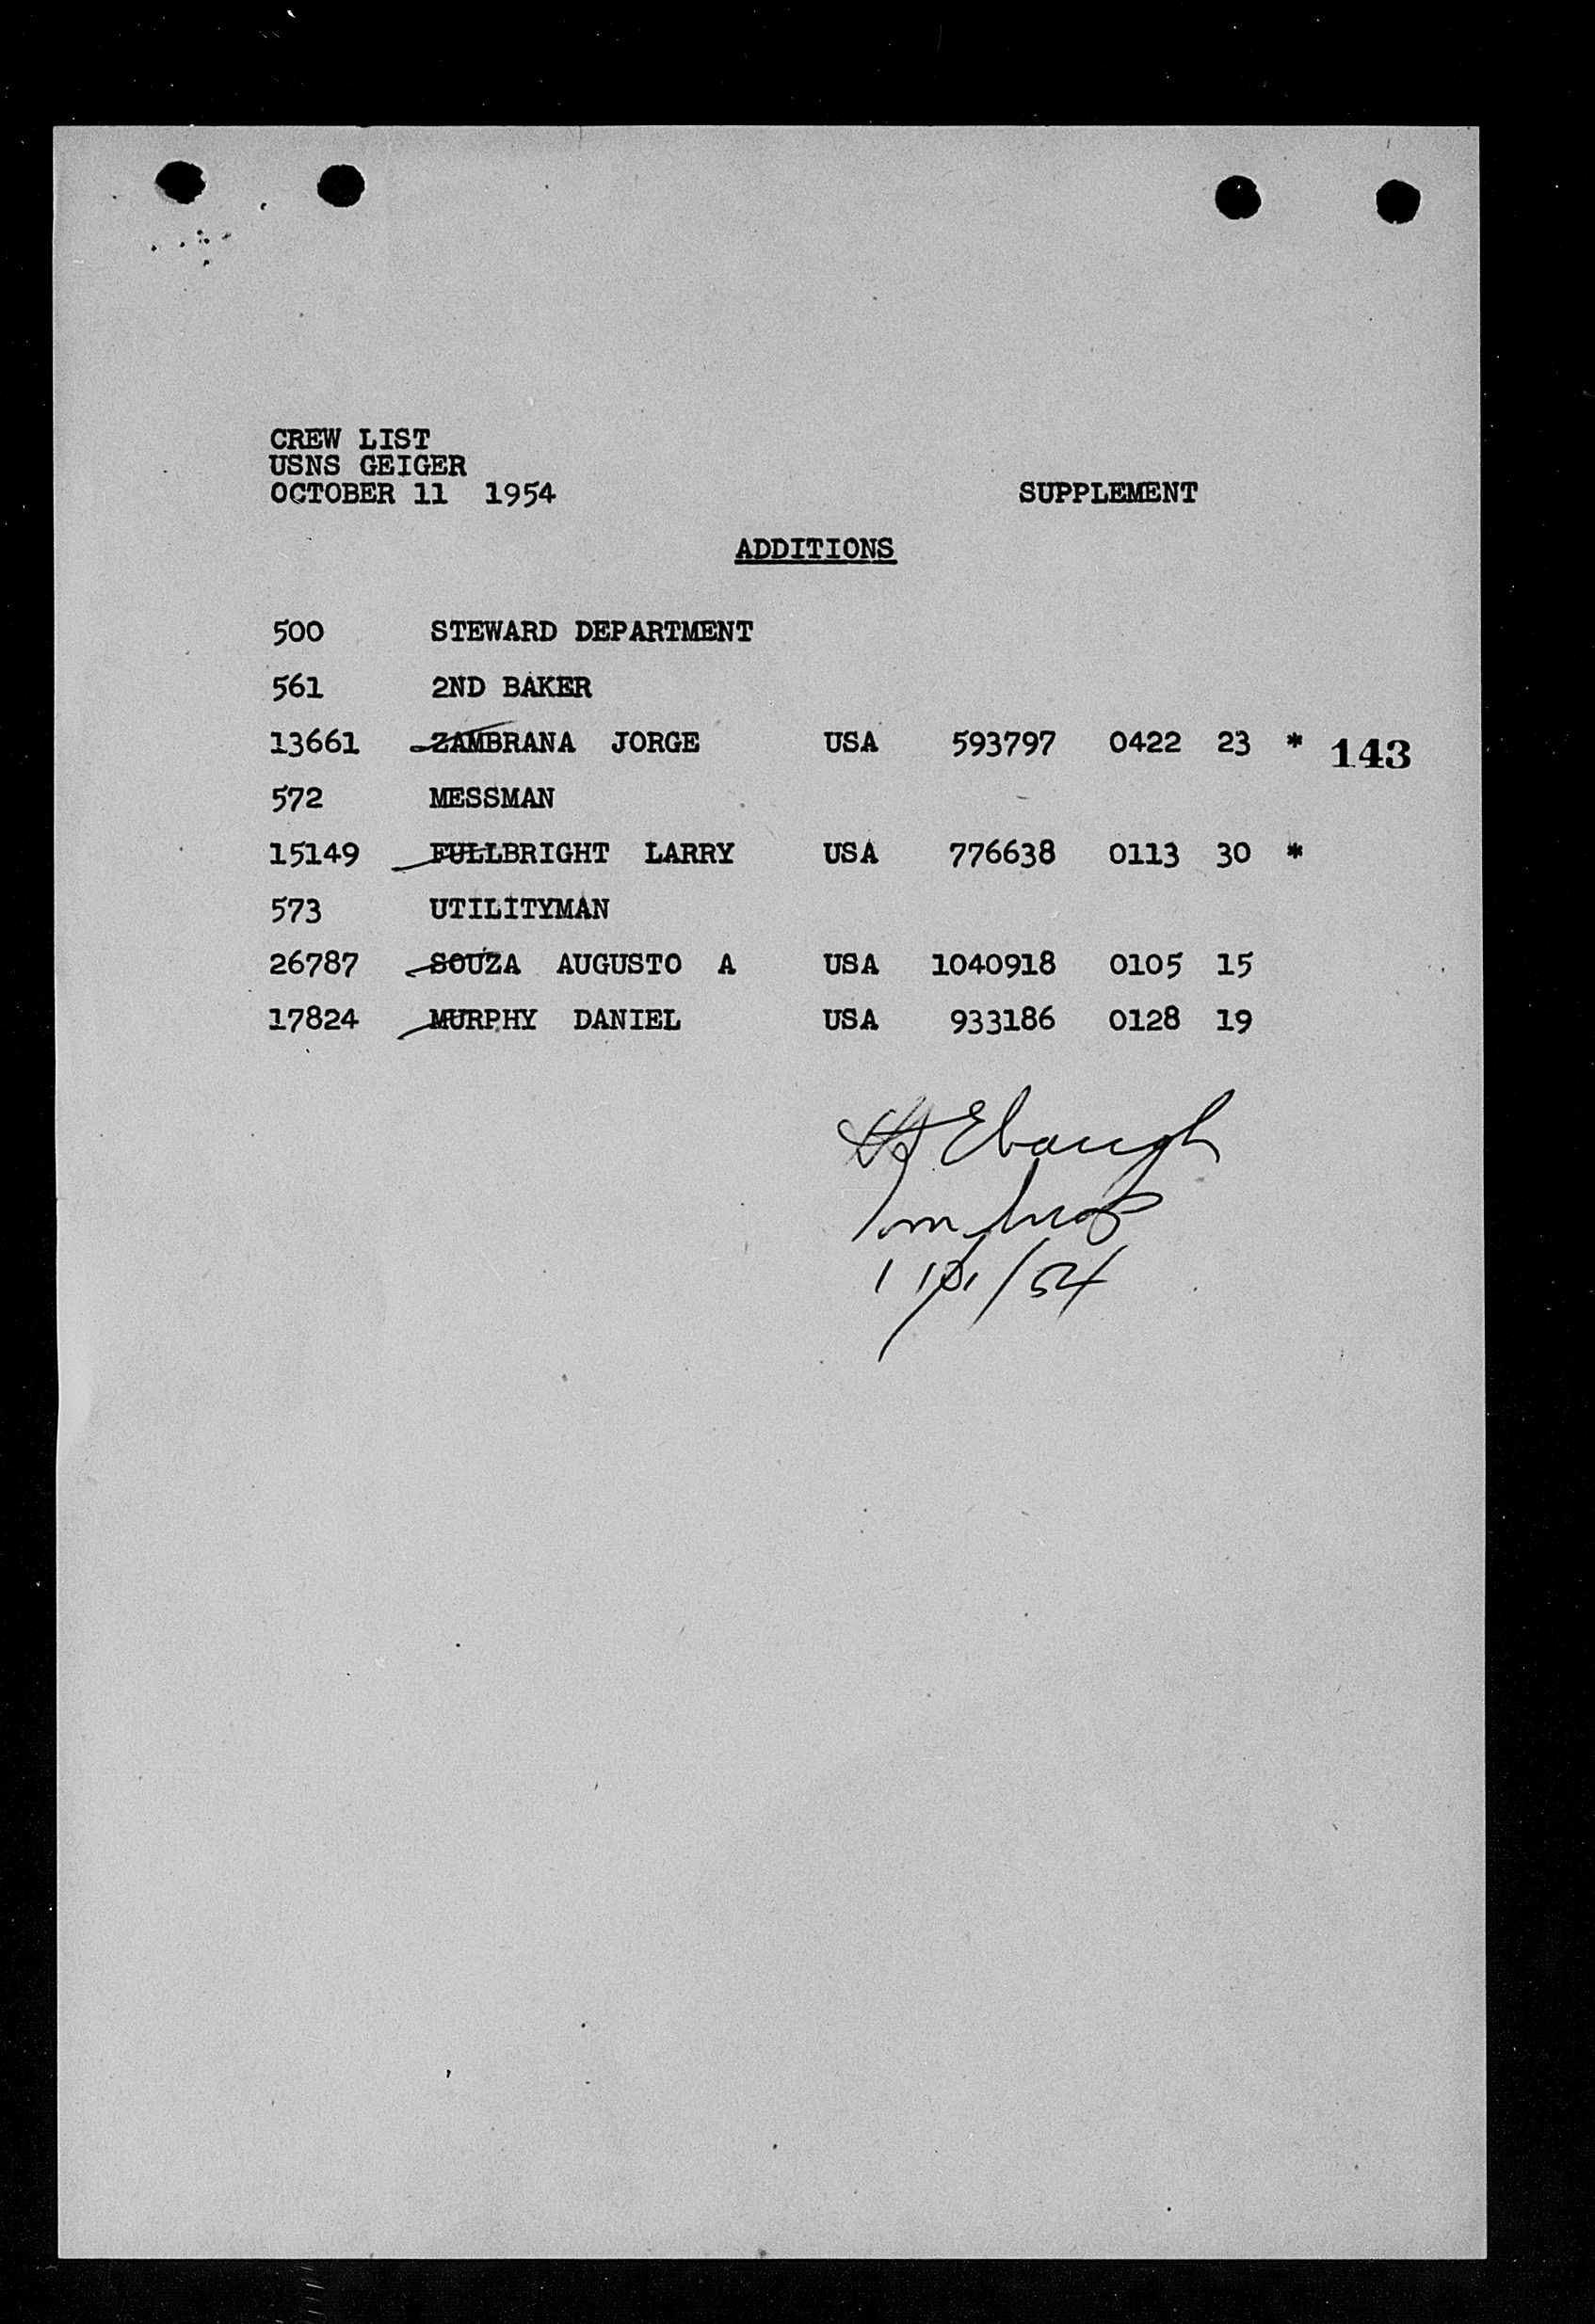 CREW LIST
USNS GEIGER
OCTOBER 11 1954 SUPPLEMENT
ADDITIONS
500 STEWARD DEPARTMENT
561 2ND BAKER
13661 ZAMBRANA JORGE USA 593797 0422 23 * 143
572 MESSMAN
15149 FULLBRIGHT LARRY USA 776638 0113 30 *
573 UTILITYMAN
26787 SOUZA AUGUSTO A USA 1040918 0105 15
17824 MURPHY DANIEL USA 933186 0128 19
Ebaugh